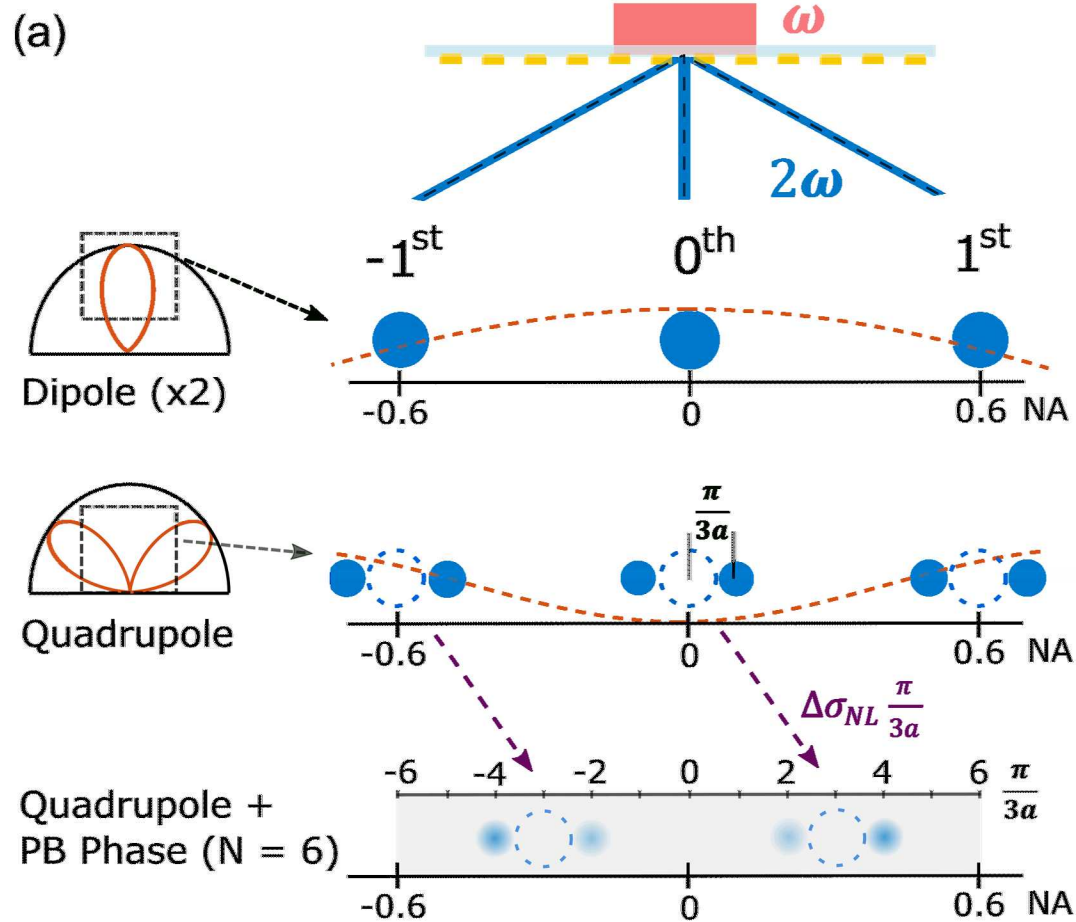 (a)
ω
2ω
-1st 0th 1st
Dipole (x2)
-0.6 0 0.6 NA
π/3a
Quadrupole
-0.6 0 0.6 NA
Δσ_NL π/3a
-6 -4 -2 0 2 4 6 π/3a
Quadrupole +
PB Phase (N = 6)
-0.6 0 0.6 NA